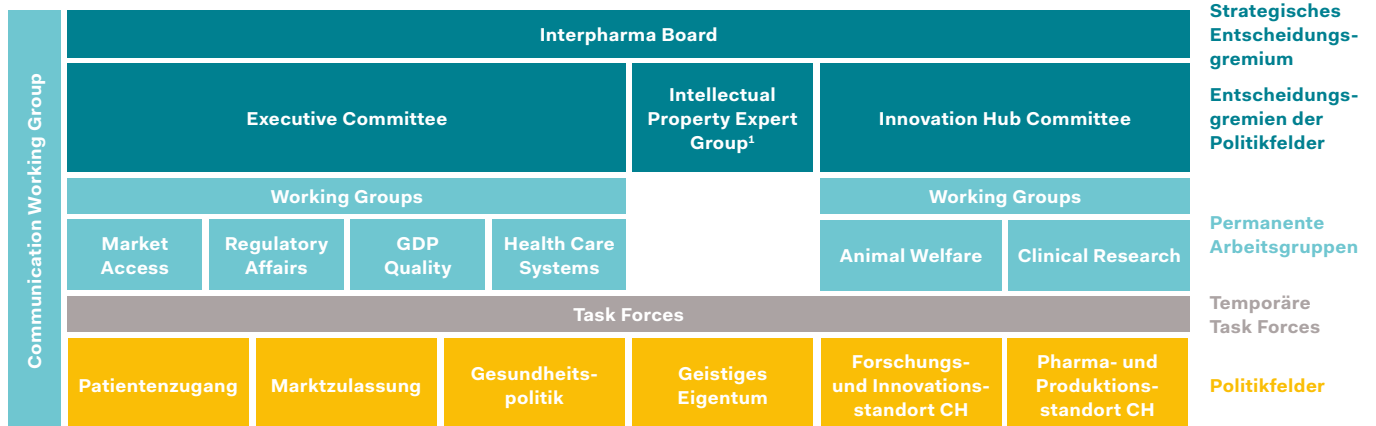 Communication Working Group
Interpharma Board
Strategisches
Entscheidungs-
gremium
Executive Committee
Intellectual
Property Expert
Group¹
Innovation Hub Committee
Entscheidungs-
gremien der
Politikfelder
Working Groups
Working Groups
Market
Access
Regulatory
Affairs
GDP
Quality
Health Care
Systems
Animal Welfare
Clinical Research
Permanente
Arbeitsgruppen
Task Forces
Temporäre
Task Forces
Patientenzugang
Marktzulassung
Gesundheits-
politik
Geistiges
Eigentum
Forschungs-
und Innovations-
standort CH
Pharma- und
Produktions-
standort CH
Politikfelder